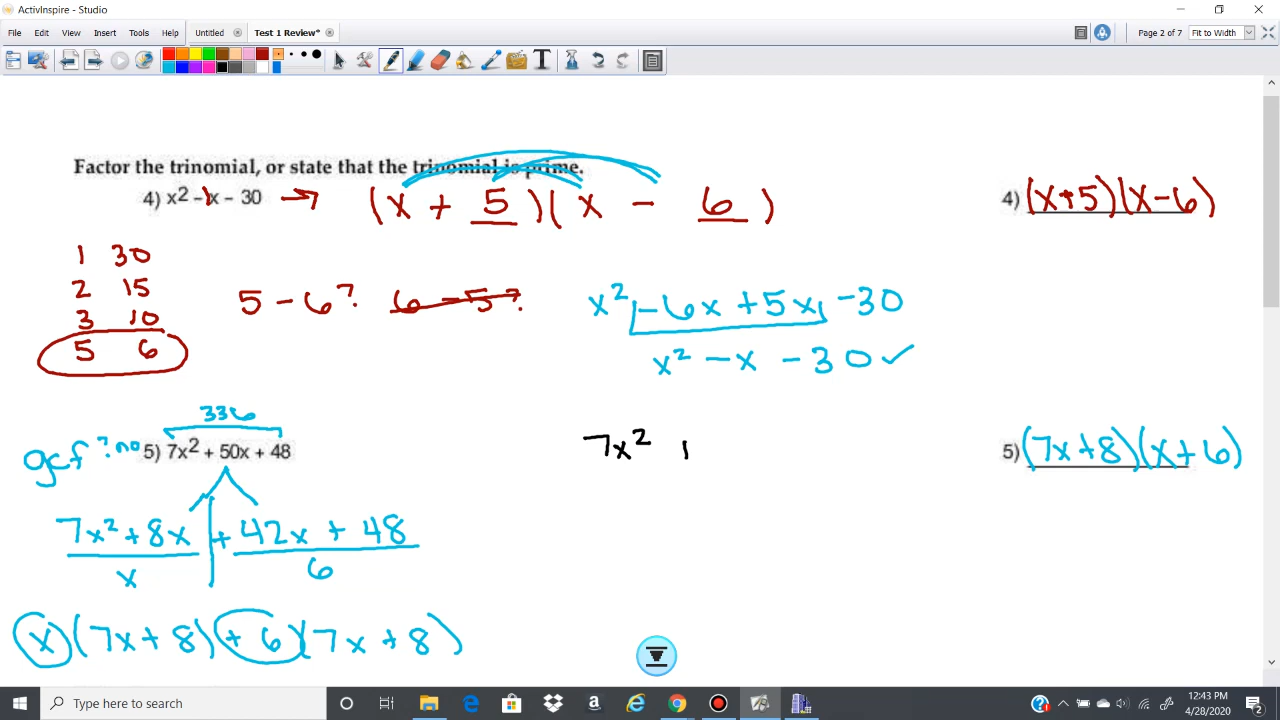 ActivInspire - Studio
File Edit View Insert Tools Help Untitled Test 1 Review* Page 2 of 7 Fit to Width
Factor the trinomial, or state that the trinomial is prime.
4) x2 - 1x - 30 → (x + 5)(x - 6) 4) (x+5)(x-6)
1 30
2 15
3 10
5 6
5 - 6? 6 - 5?
x² - 6x + 5x - 30
x² - x - 30 ✓
336
gcf? no 5) 7x2 + 50x + 48 7x² 5) (7x+8)(x+6)
7x² + 8x + 42x + 48
x 6
x (7x + 8) + 6 (7x + 8)
Type here to search
12:43 PM
4/28/2020
2